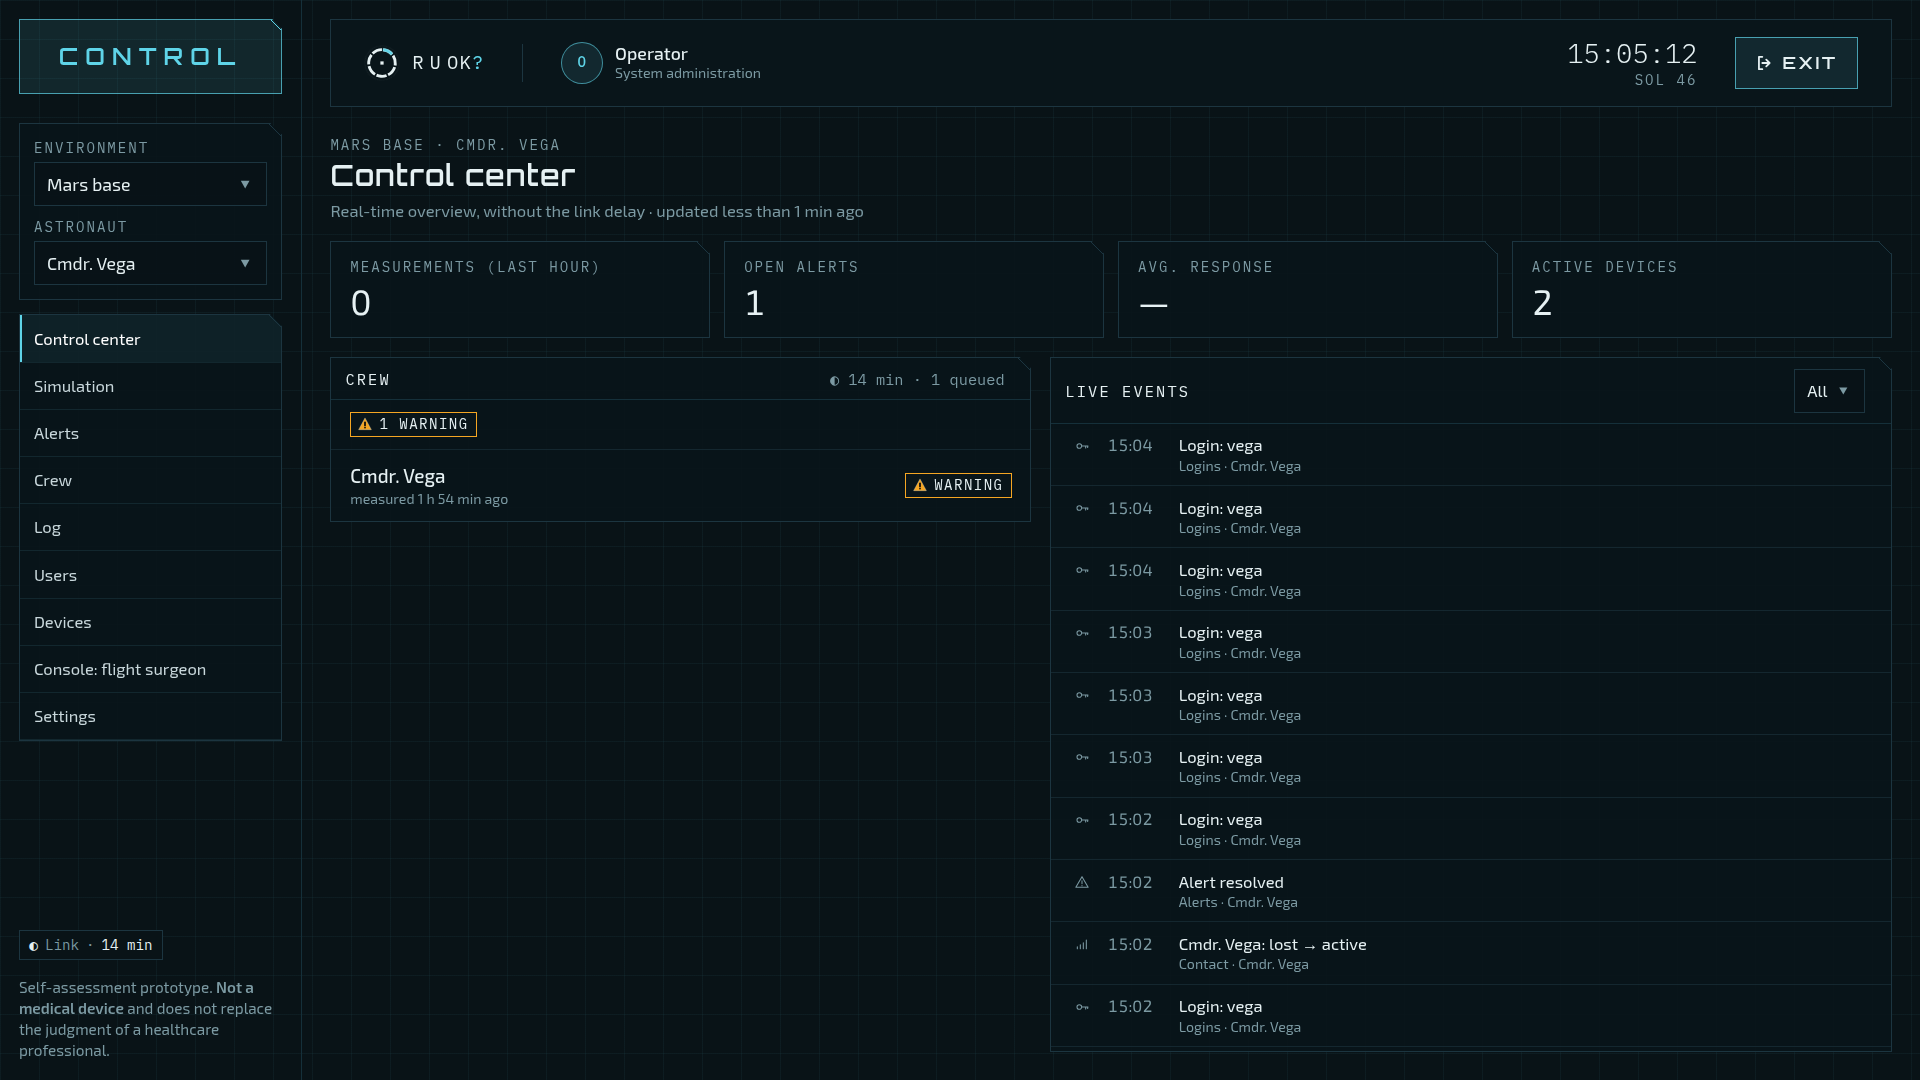 CONTROL
ENVIRONMENT
Mars base ▼
ASTRONAUT
Cmdr. Vega ▼
Control center
Simulation
Alerts
Crew
Log
Users
Devices
Console: flight surgeon
Settings
◐ Link · 14 min
Self-assessment prototype. Not a
medical device and does not replace
the judgment of a healthcare
professional.
R U OK?
O
Operator
System administration
15:05:12
SOL 46
EXIT
MARS BASE · CMDR. VEGA
Control center
Real-time overview, without the link delay · updated less than 1 min ago
MEASUREMENTS (LAST HOUR)
0
OPEN ALERTS
1
AVG. RESPONSE
—
ACTIVE DEVICES
2
CREW
◐ 14 min · 1 queued
1 WARNING
Cmdr. Vega
measured 1 h 54 min ago
WARNING
LIVE EVENTS
All ▼
15:04 Login: vega
Logins · Cmdr. Vega
15:04 Login: vega
Logins · Cmdr. Vega
15:04 Login: vega
Logins · Cmdr. Vega
15:03 Login: vega
Logins · Cmdr. Vega
15:03 Login: vega
Logins · Cmdr. Vega
15:03 Login: vega
Logins · Cmdr. Vega
15:02 Login: vega
Logins · Cmdr. Vega
15:02 Alert resolved
Alerts · Cmdr. Vega
15:02 Cmdr. Vega: lost → active
Contact · Cmdr. Vega
15:02 Login: vega
Logins · Cmdr. Vega